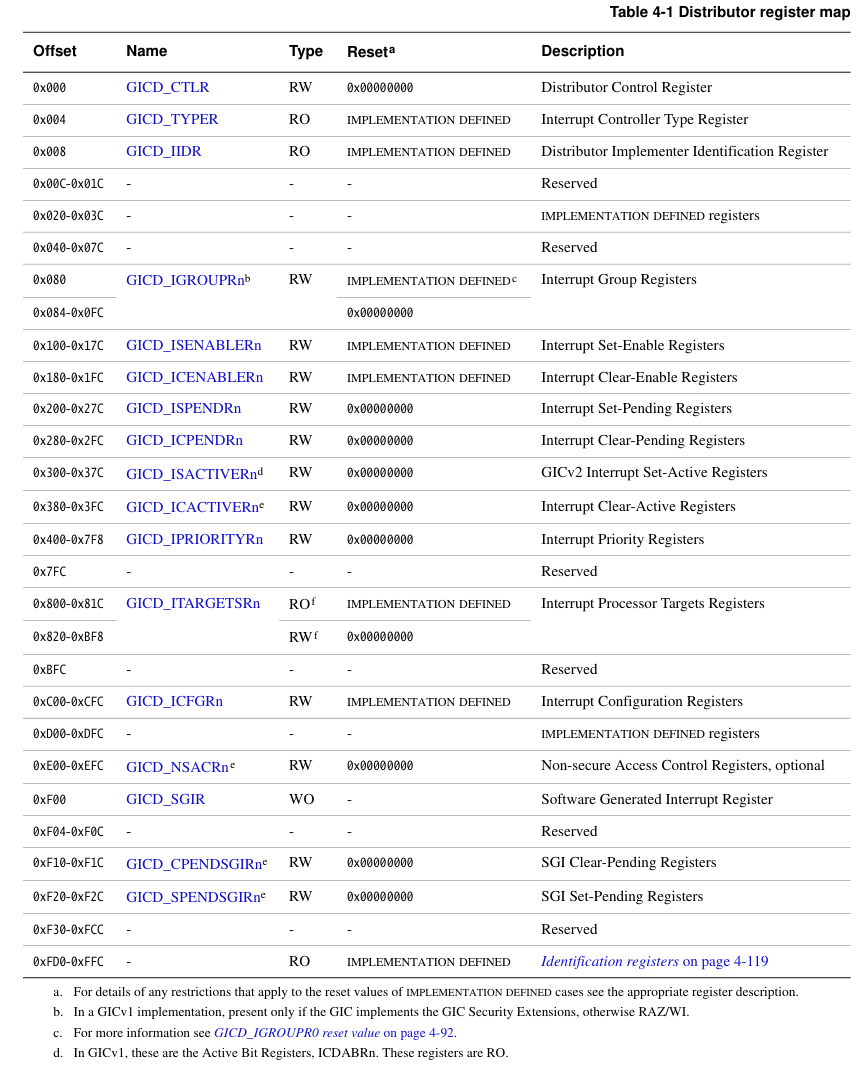 Table 4-1 Distributor register map
Offset Name Type Reset a Description
0x000 GICD_CTLR RW 0x00000000 Distributor Control Register
0x004 GICD_TYPER RO IMPLEMENTATION DEFINED Interrupt Controller Type Register
0x008 GICD_IIDR RO IMPLEMENTATION DEFINED Distributor Implementer Identification Register
0x00C-0x01C - - - Reserved
0x020-0x03C - - - IMPLEMENTATION DEFINED registers
0x040-0x07C - - - Reserved
0x080 GICD_IGROUPRn b RW IMPLEMENTATION DEFINED c Interrupt Group Registers
0x084-0x0FC 0x00000000
0x100-0x17C GICD_ISENABLERn RW IMPLEMENTATION DEFINED Interrupt Set-Enable Registers
0x180-0x1FC GICD_ICENABLERn RW IMPLEMENTATION DEFINED Interrupt Clear-Enable Registers
0x200-0x27C GICD_ISPENDRn RW 0x00000000 Interrupt Set-Pending Registers
0x280-0x2FC GICD_ICPENDRn RW 0x00000000 Interrupt Clear-Pending Registers
0x300-0x37C GICD_ISACTIVERn d RW 0x00000000 GICv2 Interrupt Set-Active Registers
0x380-0x3FC GICD_ICACTIVERn e RW 0x00000000 Interrupt Clear-Active Registers
0x400-0x7F8 GICD_IPRIORITYRn RW 0x00000000 Interrupt Priority Registers
0x7FC - - - Reserved
0x800-0x81C GICD_ITARGETSRn RO f IMPLEMENTATION DEFINED Interrupt Processor Targets Registers
0x820-0xBF8 RW f 0x00000000
0xBFC - - - Reserved
0xC00-0xCFC GICD_ICFGRn RW IMPLEMENTATION DEFINED Interrupt Configuration Registers
0xD00-0xDFC - - - IMPLEMENTATION DEFINED registers
0xE00-0xEFC GICD_NSACRn e RW 0x00000000 Non-secure Access Control Registers, optional
0xF00 GICD_SGIR WO - Software Generated Interrupt Register
0xF04-0xF0C - - - Reserved
0xF10-0xF1C GICD_CPENDSGIRn e RW 0x00000000 SGI Clear-Pending Registers
0xF20-0xF2C GICD_SPENDSGIRn e RW 0x00000000 SGI Set-Pending Registers
0xF30-0xFCC - - - Reserved
0xFD0-0xFFC - RO IMPLEMENTATION DEFINED Identification registers on page 4-119
a. For details of any restrictions that apply to the reset values of IMPLEMENTATION DEFINED cases see the appropriate register description.
b. In a GICv1 implementation, present only if the GIC implements the GIC Security Extensions, otherwise RAZ/WI.
c. For more information see GICD_IGROUPR0 reset value on page 4-92.
d. In GICv1, these are the Active Bit Registers, ICDABRn. These registers are RO.